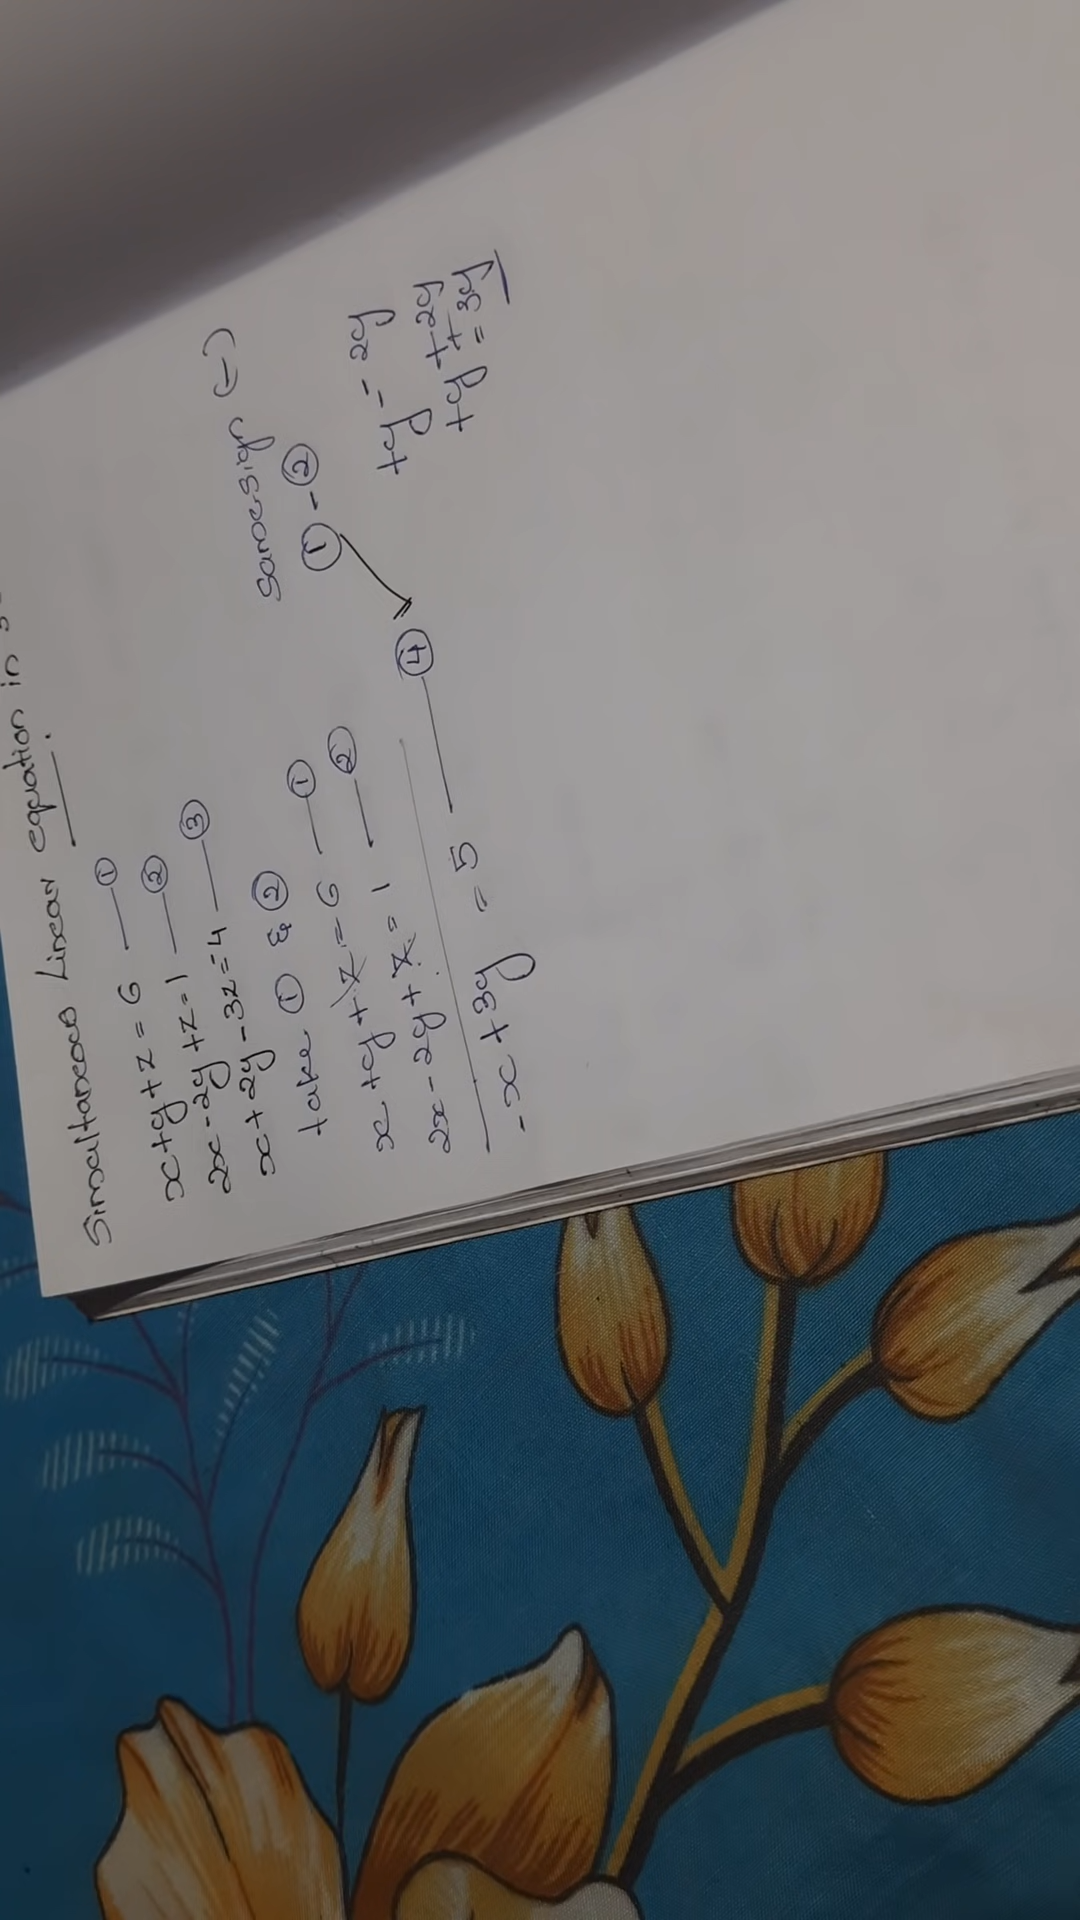 Simultaneous Linear equation in 3
x+y+z=6 —— ①
2x-2y+z=1 —— ②
x+2y-3z=4 —— ③
take ① & ②
Same sign (-)
x+y+z=6 —— ①
① - ②
2x-2y+z=1 —— ②
-x+3y =5 —— ④
+y - 2y
+y + 2y
+y + = 3y